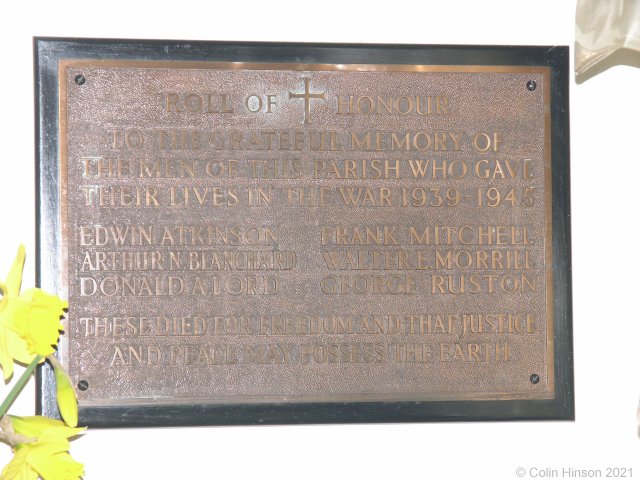 ROLL OF HONOUR
TO THE GRATEFUL MEMORY OF
THE MEN OF THIS PARISH WHO GAVE
THEIR LIVES IN THE WAR 1939-1945
EDWIN ATKINSON FRANK MITCHELL
ARTHUR N. BLANCHARD WALTER E. MORRILL
DONALD A. LORD GEORGE RUSTON
THESE DIED FOR FREEDOM AND THAT JUSTICE
AND PEACE MAY POSSESS THE EARTH
© Colin Hinson 2021